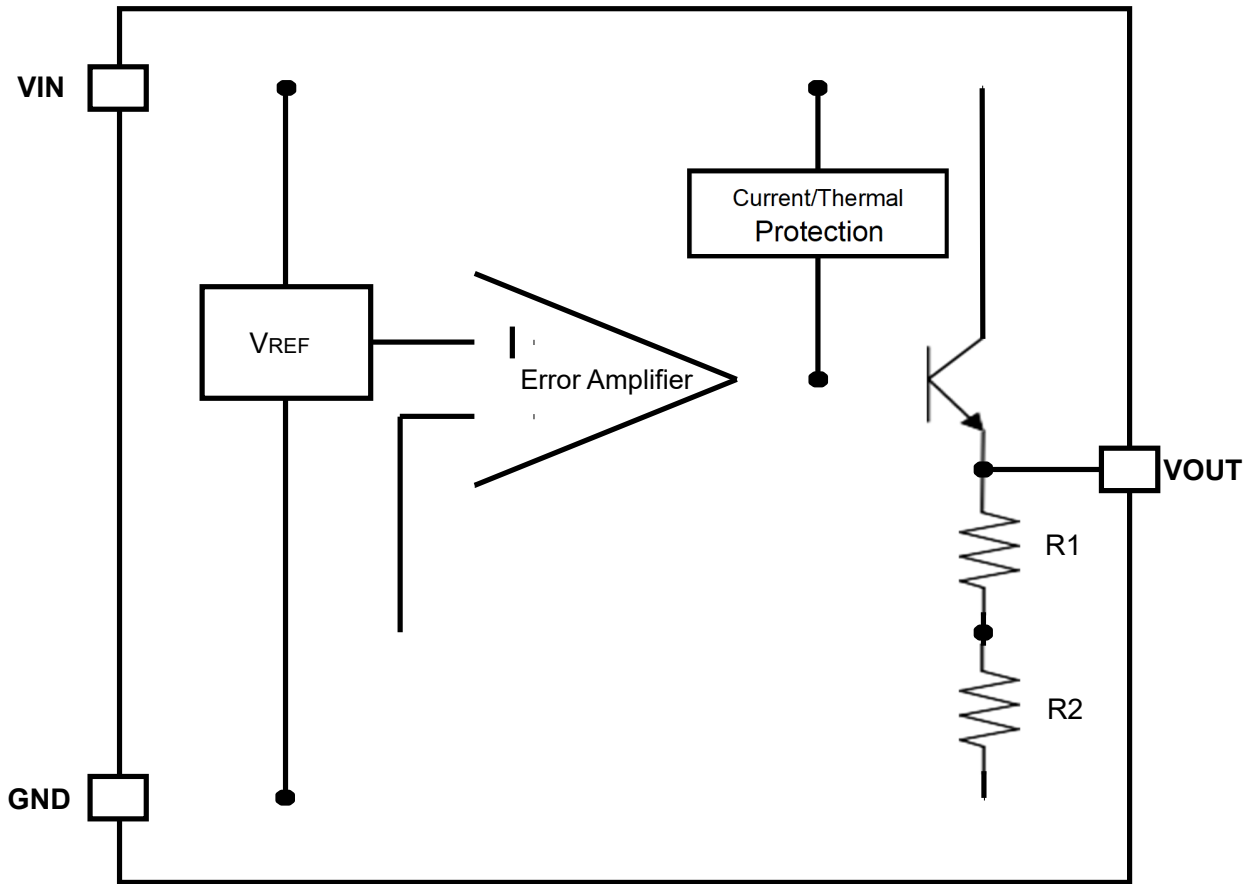 VIN
Current/Thermal
Protection
VREF
Error Amplifier
VOUT
R1
R2
GND